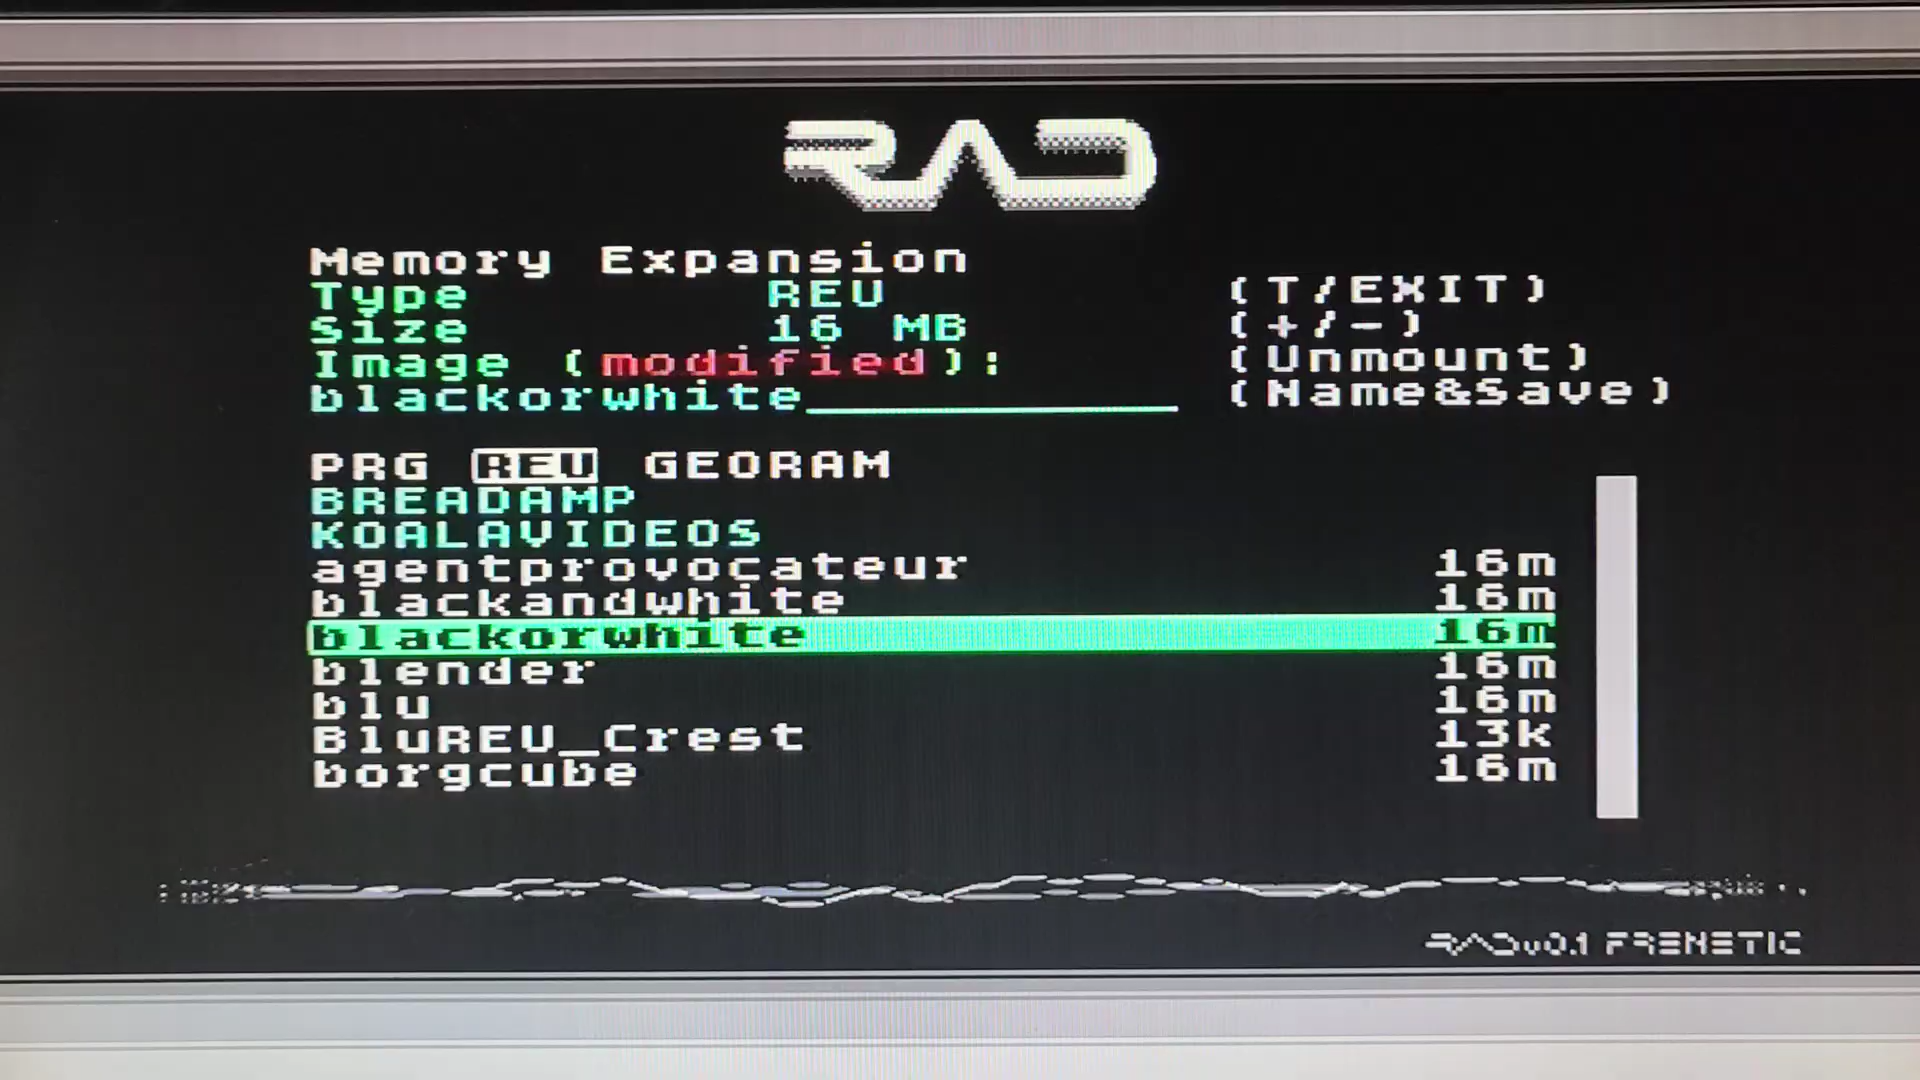 RAD
Memory Expansion
Type REU (T/EXIT)
Size 16 MB (+/-)
Image (modified): (Unmount)
blackorwhite (Name&Save)
PRG REU GEORAM
BREADAMP
KOALAVIDEOS
agentprovocateur 16m
blackandwhite 16m
blackorwhite 16m
blender 16m
blu 16m
BluREU_Crest 13k
borgcube 16m
RADv0.1 FRENETIC